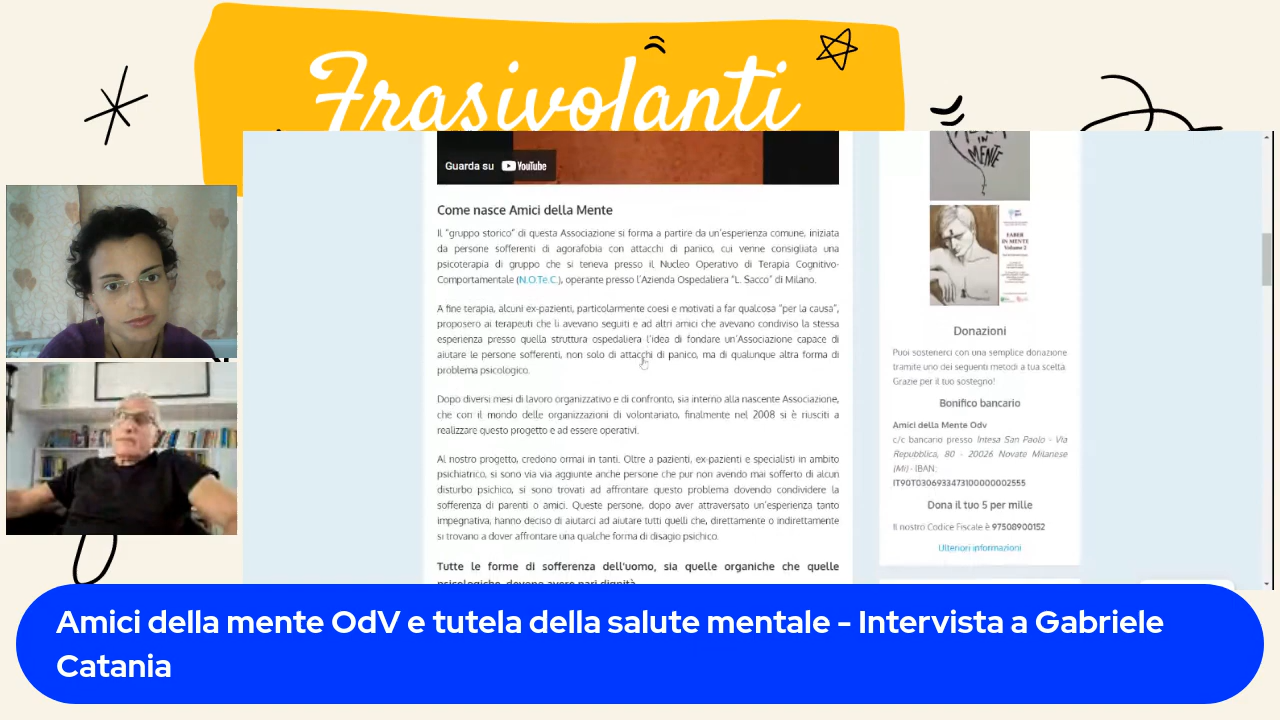 Frasivolanti
Guarda su YouTube
IN
MENTE
FABER
IN MENTE
Volume 2
Come nasce Amici della Mente
Il "gruppo storico" di questa Associazione si forma a partire da un'esperienza comune, iniziata
da persone sofferenti di agorafobia con attacchi di panico, cui venne consigliata una
psicoterapia di gruppo che si teneva presso il Nucleo Operativo di Terapia Cognitivo-
Comportamentale (N.O.Te.C.), operante presso l'Azienda Ospedaliera "L. Sacco" di Milano.
A fine terapia, alcuni ex-pazienti, particolarmente coesi e motivati a far qualcosa "per la causa",
proposero ai terapeuti che li avevano seguiti e ad altri amici che avevano condiviso la stessa
esperienza presso quella struttura ospedaliera l'idea di fondare un'Associazione capace di
aiutare le persone sofferenti, non solo di attacchi di panico, ma di qualunque altra forma di
problema psicologico.
Dopo diversi mesi di lavoro organizzativo e di confronto, sia interno alla nascente Associazione,
che con il mondo delle organizzazioni di volontariato, finalmente nel 2008 si è riusciti a
realizzare questo progetto e ad essere operativi.
Al nostro progetto, credono ormai in tanti. Oltre a pazienti, ex-pazienti e specialisti in ambito
psichiatrico, si sono via via aggiunte anche persone che pur non avendo mai sofferto di alcun
disturbo psichico, si sono trovati ad affrontare questo problema dovendo condividere la
sofferenza di parenti o amici. Queste persone, dopo aver attraversato un'esperienza tanto
impegnativa, hanno deciso di aiutarci ad aiutare tutti quelli che, direttamente o indirettamente
si trovano a dover affrontare una qualche forma di disagio psichico.
Tutte le forme di sofferenza dell'uomo, sia quelle organiche che quelle
psicologiche, devono avere pari dignità
Donazioni
Puoi sostenerci con una semplice donazione
tramite uno dei seguenti metodi a tua scelta.
Grazie per il tuo sostegno!
Bonifico bancario
Amici della Mente Odv
c/c bancario presso Intesa San Paolo - Via
Repubblica, 80 - 20026 Novate Milanese
(Mi) - IBAN:
IT90T0306933473100000002555
Dona il tuo 5 per mille
Il nostro Codice Fiscale è 97508900152
Ulteriori informazioni
Amici della mente OdV e tutela della salute mentale - Intervista a Gabriele
Catania